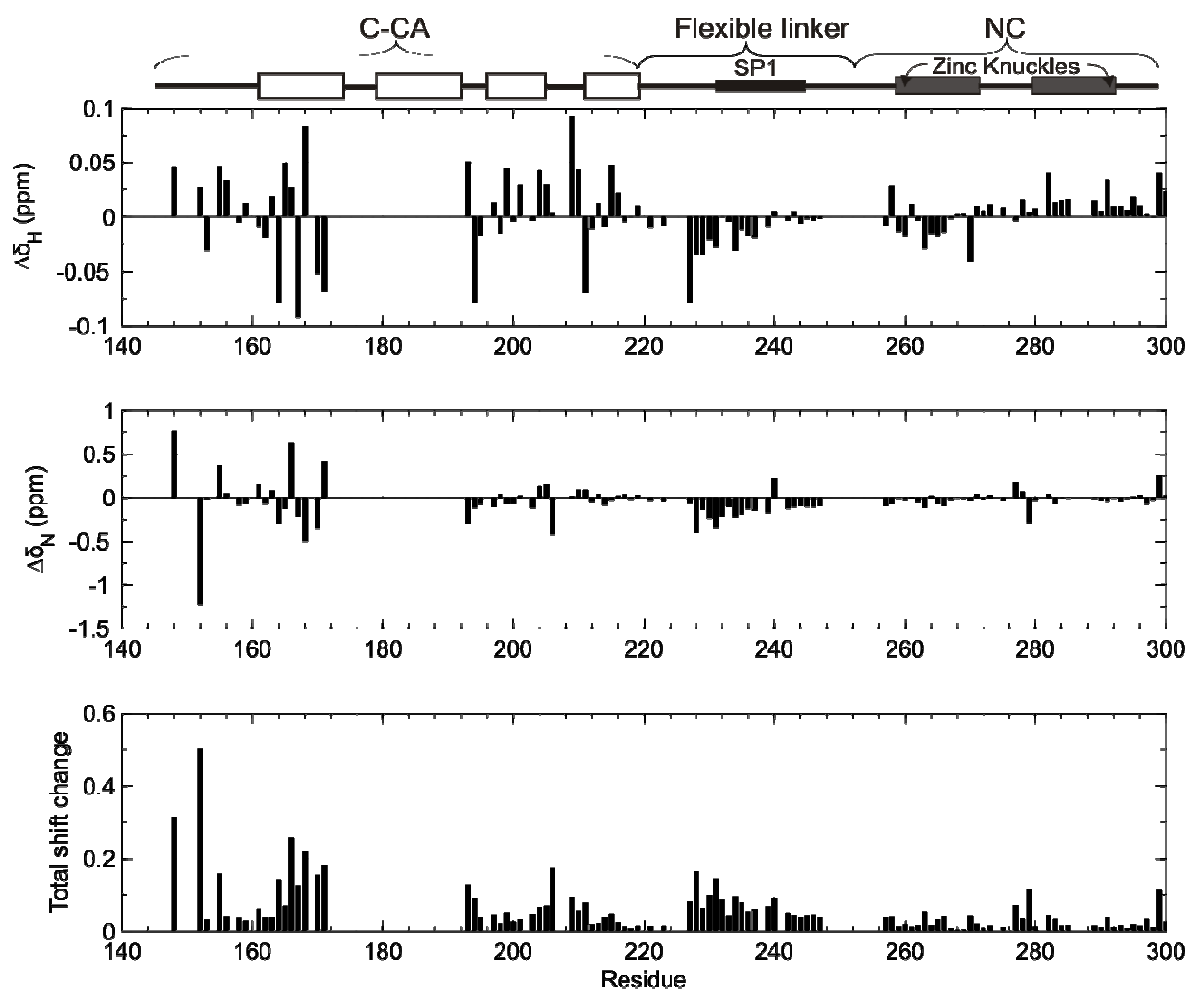 C-CA Flexible linker NC
SP1 Zinc Knuckles
0.1
0.05
0
-0.05
-0.1
ΔδH (ppm)
140 160 180 200 220 240 260 280 300
1
0.5
0
-0.5
-1
-1.5
ΔδN (ppm)
140 160 180 200 220 240 260 280 300
0.6
0.4
0.2
0
Total shift change
140 160 180 200 220 240 260 280 300
Residue